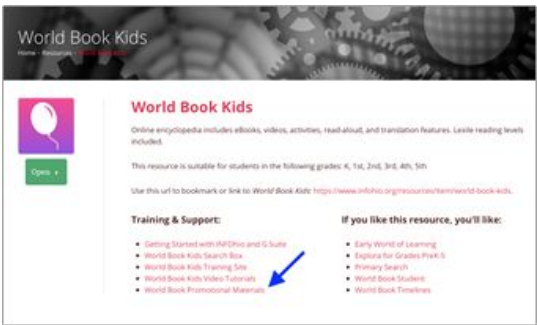 World Book Kids
Home - Resources - World Book Kids
World Book Kids
Online encyclopedia includes eBooks, videos, activities, read-aloud, and translation features. Lexile reading levels
included.
Open
This resource is suitable for students in the following grades: K, 1st, 2nd, 3rd, 4th, 5th
Use this url to bookmark or link to World Book Kids: https://www.infohio.org/resources/item/world-book-kids.
Training & Support:
Getting Started with INFOhio and G Suite
World Book Kids Search Box
World Book Kids Training Site
World Book Kids Video Tutorials
World Book Promotional Materials
If you like this resource, you'll like:
Early World of Learning
Explora for Grades PreK-5
Primary Search
World Book Student
World Book Timelines